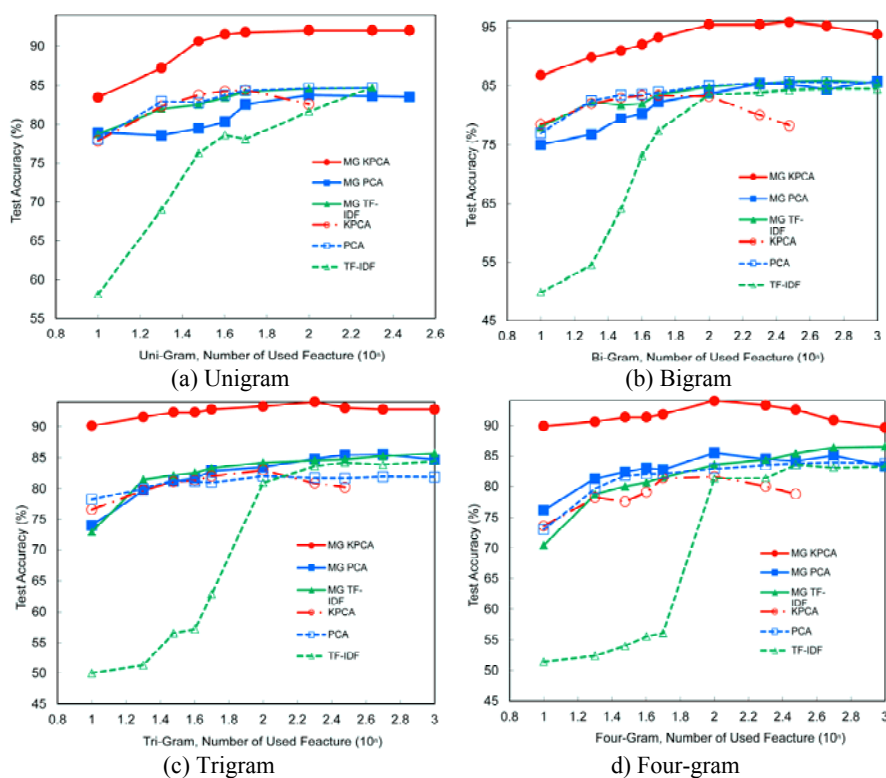 90
85
80
75
70
65
60
55
0.8 1 1.2 1.4 1.6 1.8 2 2.2 2.4 2.6
Test Accuracy (%)
Uni-Gram, Number of Used Feacture (10ⁿ)
MG KPCA
MG PCA
MG TF-
IDF
KPCA
PCA
TF-IDF
(a) Unigram
95
85
75
65
55
45
0.8 1 1.2 1.4 1.6 1.8 2 2.2 2.4 2.6 2.8 3
Test Accuracy (%)
Bi-Gram, Number of Used Feacture (10ⁿ)
MG KPCA
MG PCA
MG TF-
IDF
KPCA
PCA
TF-IDF
(b) Bigram
90
85
80
75
70
65
60
55
50
45
0.8 1 1.2 1.4 1.6 1.8 2 2.2 2.4 2.6 2.8 3
Test Accuracy (%)
Tri-Gram, Number of Used Feacture (10ⁿ)
MG KPCA
MG PCA
MG TF-
IDF
KPCA
PCA
TF-IDF
(c) Trigram
90
85
80
75
70
65
60
55
50
45
0.8 1 1.2 1.4 1.6 1.8 2 2.2 2.4 2.6 2.8 3
Test Accuracy (%)
Four-Gram, Number of Used Feacture (10ⁿ)
MG KPCA
MG PCA
MG TF-
IDF
KPCA
PCA
TF-IDF
d) Four-gram